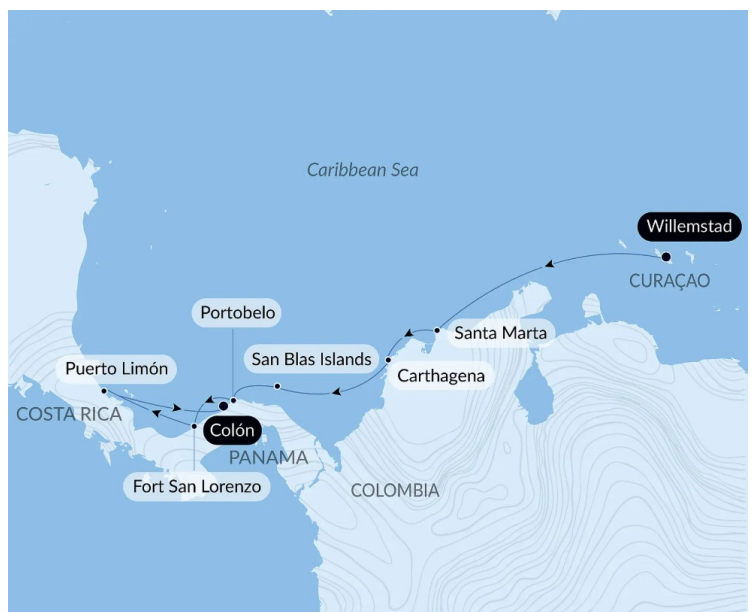 Caribbean Sea
Willemstad
CURAÇAO
Portobelo
Santa Marta
San Blas Islands
Puerto Limón
Carthagena
COSTA RICA
Colón
PANAMA
Fort San Lorenzo
COLOMBIA